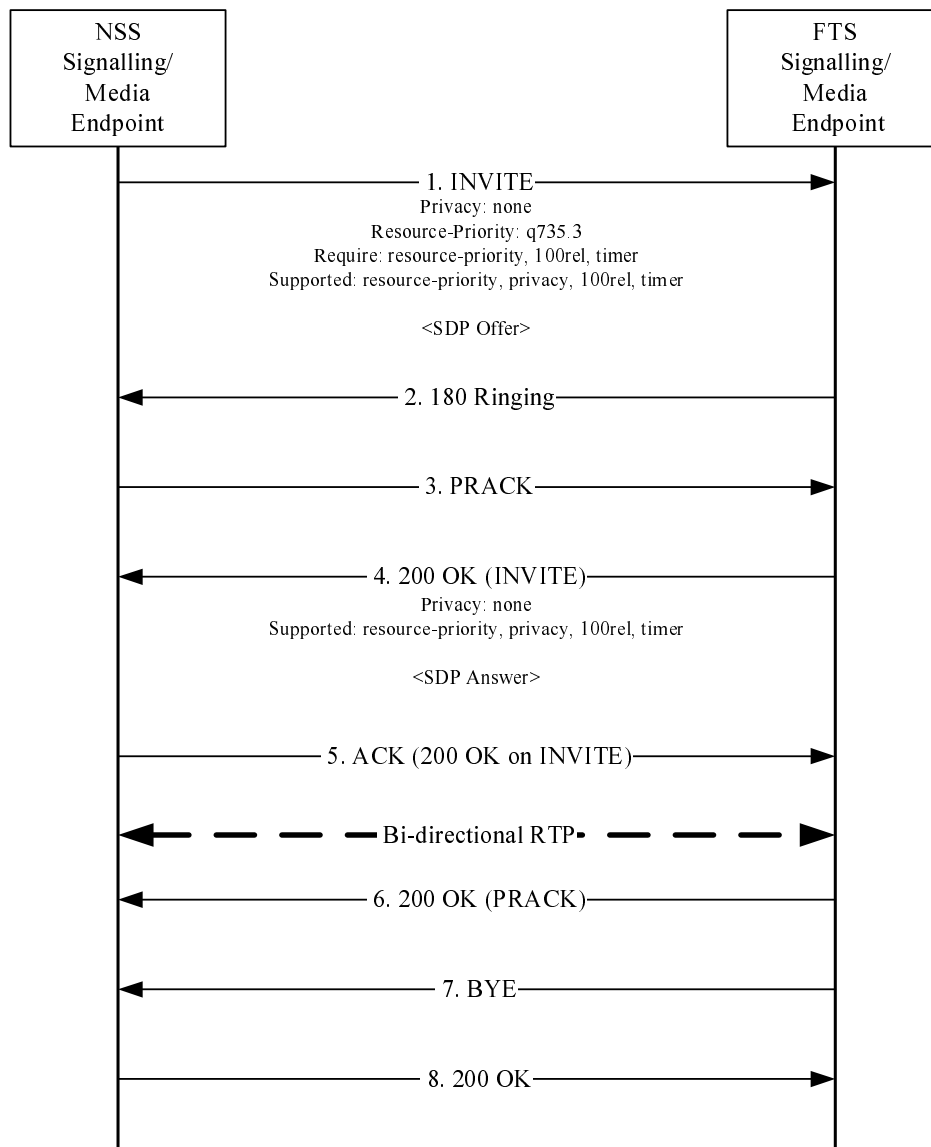 NSS
Signalling/
Media
Endpoint
FTS
Signalling/
Media
Endpoint
1. INVITE
Privacy: none
Resource-Priority: q735.3
Require: resource-priority, 100rel, timer
Supported: resource-priority, privacy, 100rel, timer
<SDP Offer>
2. 180 Ringing
3. PRACK
4. 200 OK (INVITE)
Privacy: none
Supported: resource-priority, privacy, 100rel, timer
<SDP Answer>
5. ACK (200 OK on INVITE)
Bi-directional RTP
6. 200 OK (PRACK)
7. BYE
8. 200 OK